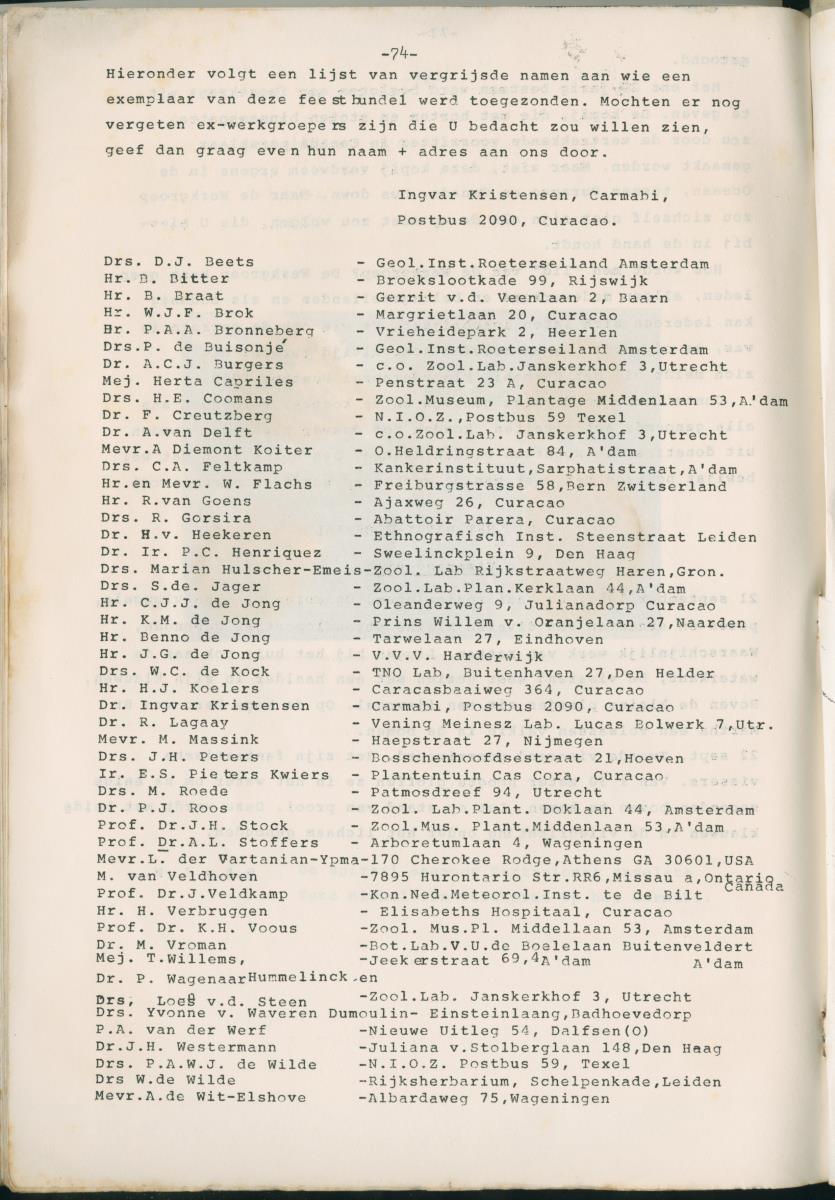 -74-
Hieronder volgt een lijst van vergrijsde namen aan wie een
exemplaar van deze feestbundel werd toegezonden. Mochten er nog
vergeten ex-werkgroepers zijn die U bedacht zou willen zien,
geef dan graag even hun naam + adres aan ons door.
Ingvar Kristensen, Carmabi,
Postbus 2090, Curacao.
Drs. D.J. Beets - Geol.Inst.Roeterseiland Amsterdam
Hr. B. Bitter - Broekslootkade 99, Rijswijk
Hr. B. Braat - Gerrit v.d. Veenlaan 2, Baarn
Hr. W.J.F. Brok - Margrietlaan 20, Curacao
Hr. P.A.A. Bronneberg - Vrieheidepark 2, Heerlen
Drs.P. de Buisonjé - Geol.Inst.Roeterseiland Amsterdam
Dr. A.C.J. Burgers - c.o. Zool.Lab.Janskerkhof 3,Utrecht
Mej. Herta Capriles - Penstraat 23 A, Curacao
Drs. H.E. Coomans - Zool.Museum, Plantage Middenlaan 53,A'dam
Dr. F. Creutzberg - N.I.O.Z.,Postbus 59 Texel
Dr. A.van Delft - c.o.Zool.Lab. Janskerkhof 3,Utrecht
Mevr.A Diemont Koiter - O.Heldringstraat 84, A'dam
Drs. C.A. Feltkamp - Kankerinstituut,Sarphatistraat,A'dam
Hr.en Mevr. W. Flachs - Freiburgstrasse 58,Bern Zwitserland
Hr. R.van Goens - Ajaxweg 26, Curacao
Drs. R. Gorsira - Abattoir Parera, Curacao
Dr. H.v. Heekeren - Ethnografisch Inst. Steenstraat Leiden
Dr. Ir. P.C. Henriquez - Sweelinckplein 9, Den Haag
Drs. Marian Hulscher-Emeis-Zool. Lab Rijkstraatweg Haren,Gron.
Drs. S.de. Jager - Zool.Lab.Plan.Kerklaan 44,A'dam
Hr. C.J.J. de Jong - Oleanderweg 9, Julianadorp Curacao
Hr. K.M. de Jong - Prins Willem v. Oranjelaan 27,Naarden
Hr. Benno de Jong - Tarwelaan 27, Eindhoven
Hr. J.G. de Jong - V.V.V. Harderwijk
Drs. W.C. de Kock - TNO Lab, Buitenhaven 27,Den Helder
Hr. H.J. Koelers - Caracasbaaiweg 364, Curacao
Dr. Ingvar Kristensen - Carmabi, Postbus 2090, Curacao
Dr. R. Lagaay - Vening Meinesz Lab. Lucas Bolwerk 7,Utr.
Mevr. M. Massink - Haepstraat 27, Nijmegen
Drs. J.H. Peters - Bosschenhoofdsestraat 21,Hoeven
Ir. E.S. Pieters Kwiers - Plantentuin Cas Cora, Curacao
Drs. M. Roede - Patmosdreef 94, Utrecht
Dr. P.J. Roos - Zool. Lab.Plant. Doklaan 44, Amsterdam
Prof. Dr.J.H. Stock - Zool.Mus. Plant.Middenlaan 53,A'dam
Prof. Dr.A.L. Stoffers - Arboretumlaan 4, Wageningen
Mevr.L. der Vartanian-Ypma-170 Cherokee Rodge,Athens GA 30601,USA
M. van Veldhoven -7895 Hurontario Str.RR6,Missau a,Ontario
Canada
Prof. Dr.J.Veldkamp -Kon.Ned.Meteorol.Inst. te de Bilt
Hr. H. Verbruggen - Elisabeths Hospitaal, Curacao
Prof. Dr. K.H. Voous -Zool. Mus.Pl. Middellaan 53, Amsterdam
Dr. M. Vroman -Bot.Lab.V.U.de Boelelaan Buitenveldert
A'dam
Mej. T.Willems, -Jeekerstraat 69,4A'dam
Dr. P. Wagenaar Hummelinck en
Drs, Loes v.d. Steen -Zool.Lab. Janskerkhof 3, Utrecht
Drs. Yvonne v. Waveren Dumoulin- Einsteinlaang,Badhoevedorp
P.A. van der Werf -Nieuwe Uitleg 54, Dalfsen(O)
Dr.J.H. Westermann -Juliana v.Stolberglaan 148,Den Haag
Drs. P.A.W.J. de Wilde -N.I.O.Z. Postbus 59, Texel
Drs W.de Wilde -Rijksherbarium, Schelpenkade,Leiden
Mevr.A.de Wit-Elshove -Albardaweg 75,Wageningen